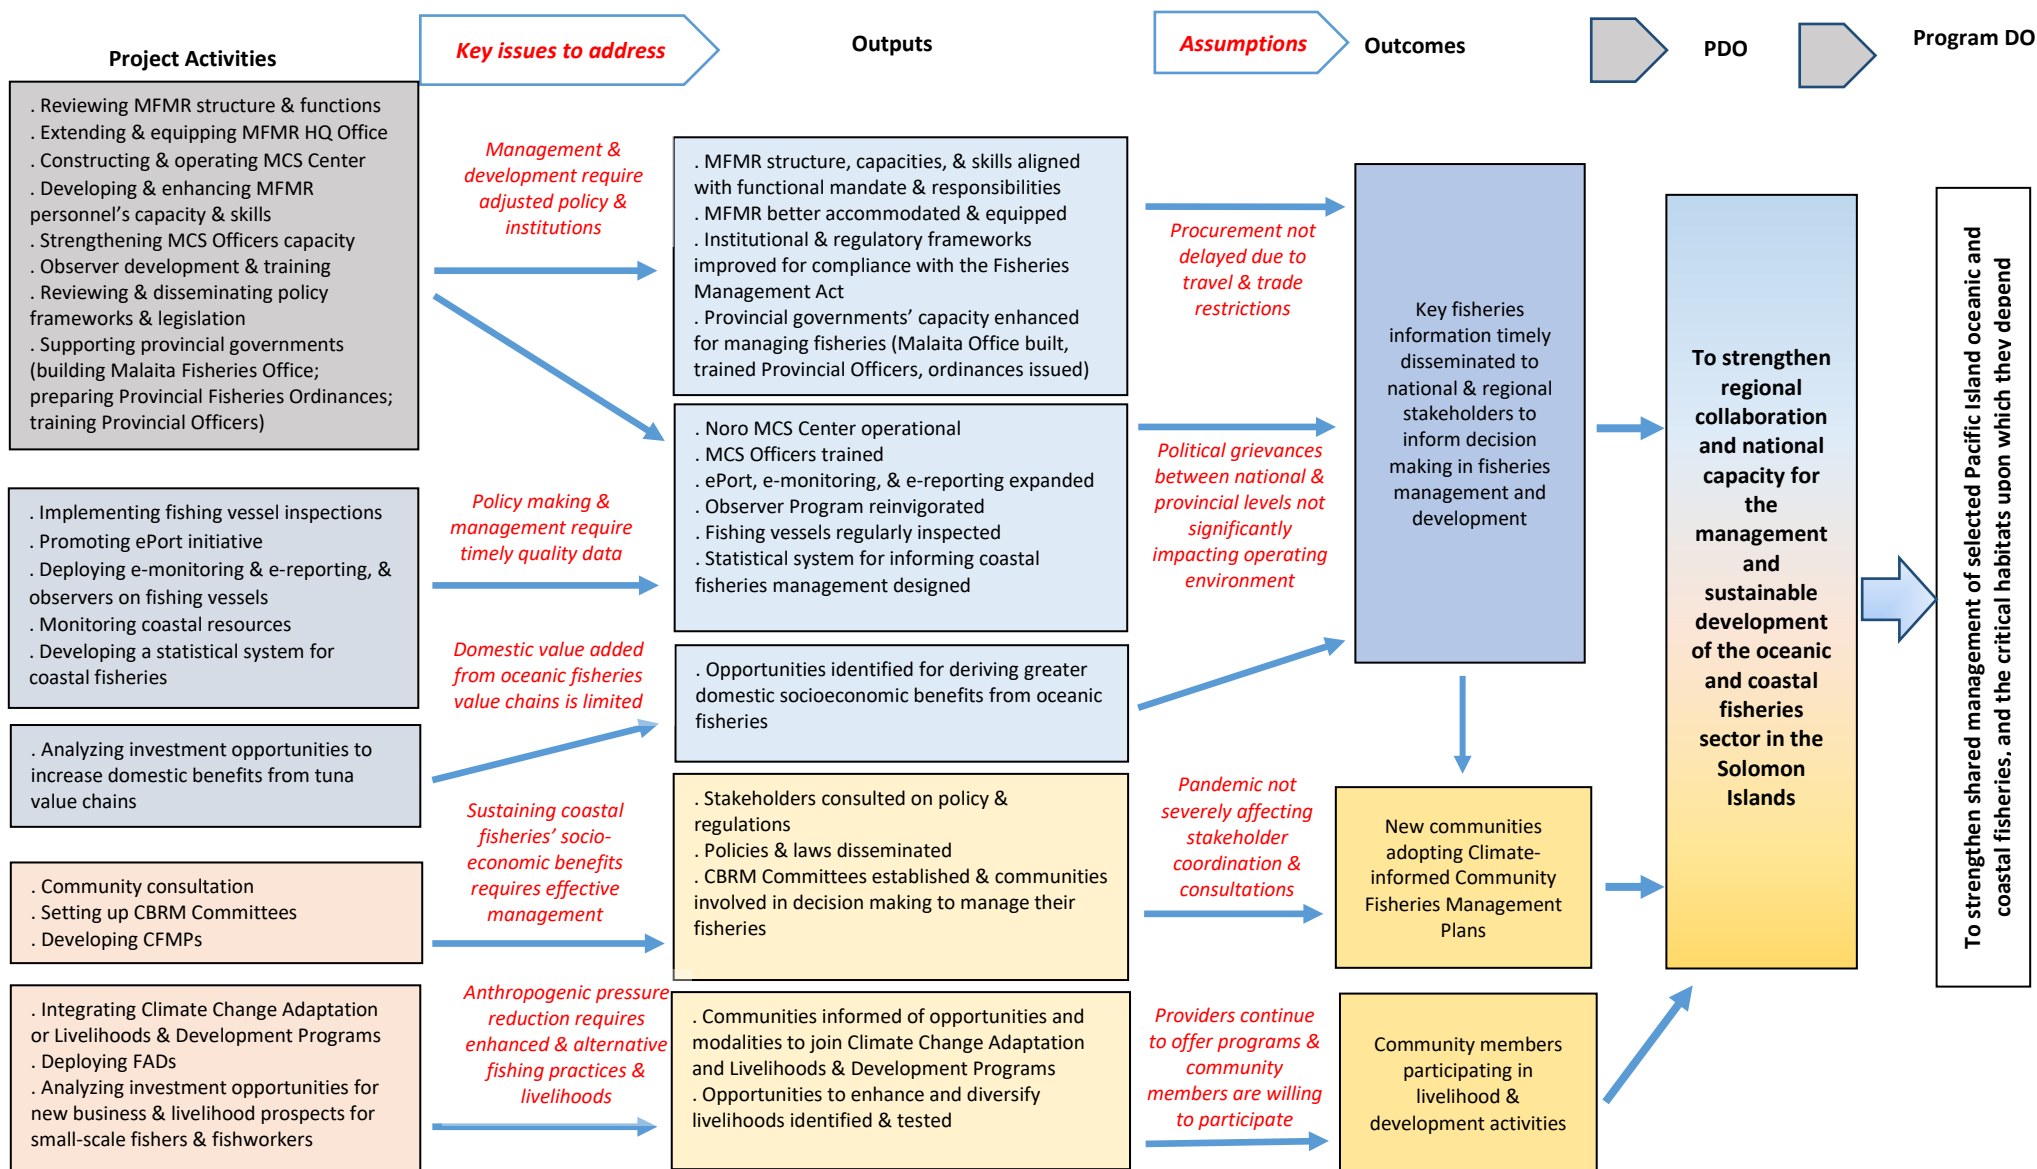 Project Activities
Key issues to address
Outputs
Assumptions
Outcomes
PDO
Program DO
. Reviewing MFMR structure & functions
. Extending & equipping MFMR HQ Office
. Constructing & operating MCS Center
. Developing & enhancing MFMR
personnel’s capacity & skills
. Strengthening MCS Officers capacity
. Observer development & training
. Reviewing & disseminating policy
frameworks & legislation
. Supporting provincial governments
(building Malaita Fisheries Office;
preparing Provincial Fisheries Ordinances;
training Provincial Officers)
. Implementing fishing vessel inspections
. Promoting ePort initiative
. Deploying e-monitoring & e-reporting, &
observers on fishing vessels
. Monitoring coastal resources
. Developing a statistical system for
coastal fisheries
. Analyzing investment opportunities to
increase domestic benefits from tuna
value chains
. Community consultation
. Setting up CBRM Committees
. Developing CFMPs
. Integrating Climate Change Adaptation
or Livelihoods & Development Programs
. Deploying FADs
. Analyzing investment opportunities for
new business & livelihood prospects for
small-scale fishers & fishworkers
Management &
development require
adjusted policy &
institutions
Policy making &
management require
timely quality data
Domestic value added
from oceanic fisheries
value chains is limited
Sustaining coastal
fisheries’ socio-
economic benefits
requires effective
management
Anthropogenic pressure
reduction requires
enhanced & alternative
fishing practices &
livelihoods
. MFMR structure, capacities, & skills aligned
with functional mandate & responsibilities
. MFMR better accommodated & equipped
. Institutional & regulatory frameworks
improved for compliance with the Fisheries
Management Act
. Provincial governments’ capacity enhanced
for managing fisheries (Malaita Office built,
trained Provincial Officers, ordinances issued)
. Noro MCS Center operational
. MCS Officers trained
. ePort, e-monitoring, & e-reporting expanded
. Observer Program reinvigorated
. Fishing vessels regularly inspected
. Statistical system for informing coastal
fisheries management designed
. Opportunities identified for deriving greater
domestic socioeconomic benefits from oceanic
fisheries
. Stakeholders consulted on policy &
regulations
. Policies & laws disseminated
. CBRM Committees established & communities
involved in decision making to manage their
fisheries
. Communities informed of opportunities and
modalities to join Climate Change Adaptation
and Livelihoods & Development Programs
. Opportunities to enhance and diversify
livelihoods identified & tested
Procurement not
delayed due to
travel & trade
restrictions
Political grievances
between national &
provincial levels not
significantly
impacting operating
environment
Pandemic not
severely affecting
stakeholder
coordination &
consultations
Providers continue
to offer programs &
community
members are willing
to participate
Key fisheries
information timely
disseminated to
national & regional
stakeholders to
inform decision
making in fisheries
management and
development
New communities
adopting Climate-
informed Community
Fisheries Management
Plans
Community members
participating in
livelihood &
development activities
To strengthen
regional
collaboration
and national
capacity for
the
management
and
sustainable
development
of the oceanic
and coastal
fisheries
sector in the
Solomon
Islands
To strengthen shared management of selected Pacific Island oceanic and
coastal fisheries, and the critical habitats upon which they depend